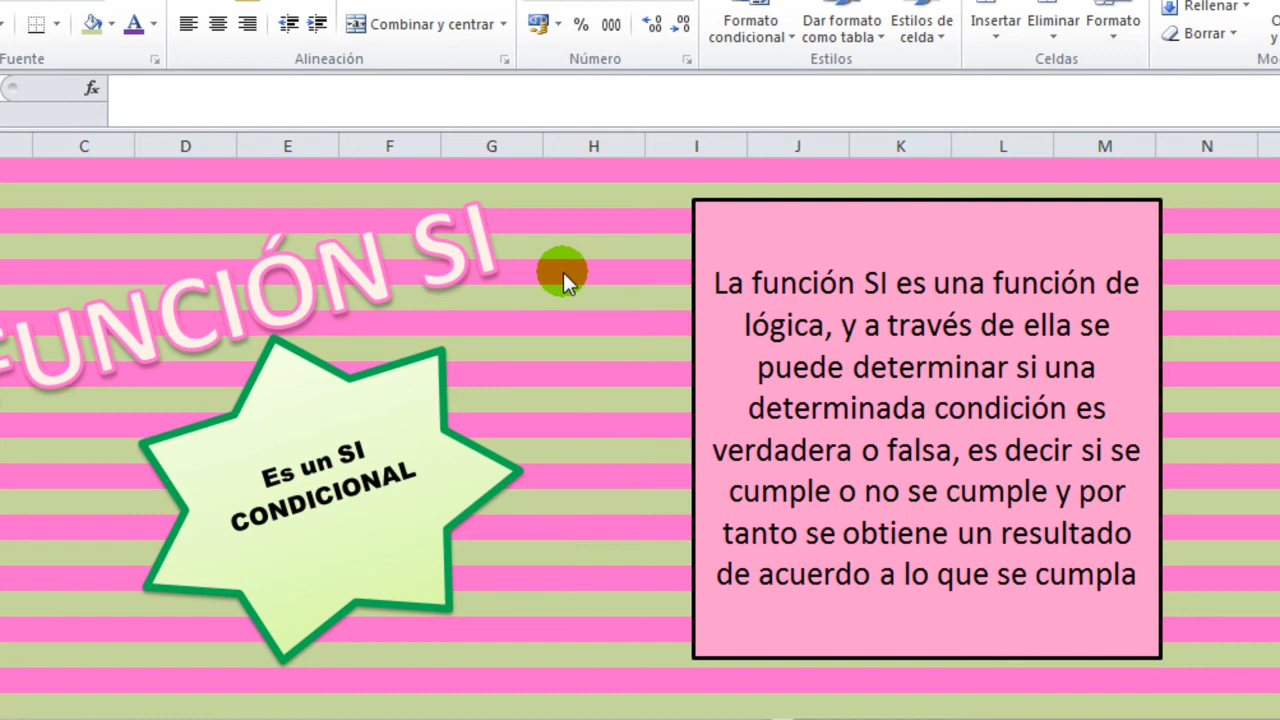 Rellenar
Combinar y centrar
%
000
Formato
condicional
Dar formato
como tabla
Estilos de
celda
Insertar
Eliminar
Formato
Borrar
y
Fuente
Alineación
Número
Estilos
Celdas
fx
C D E F G H I J K L M N
FUNCIÓN SI
Es un SI
CONDICIONAL
La función SI es una función de
lógica, y a través de ella se
puede determinar si una
determinada condición es
verdadera o falsa, es decir si se
cumple o no se cumple y por
tanto se obtiene un resultado
de acuerdo a lo que se cumpla